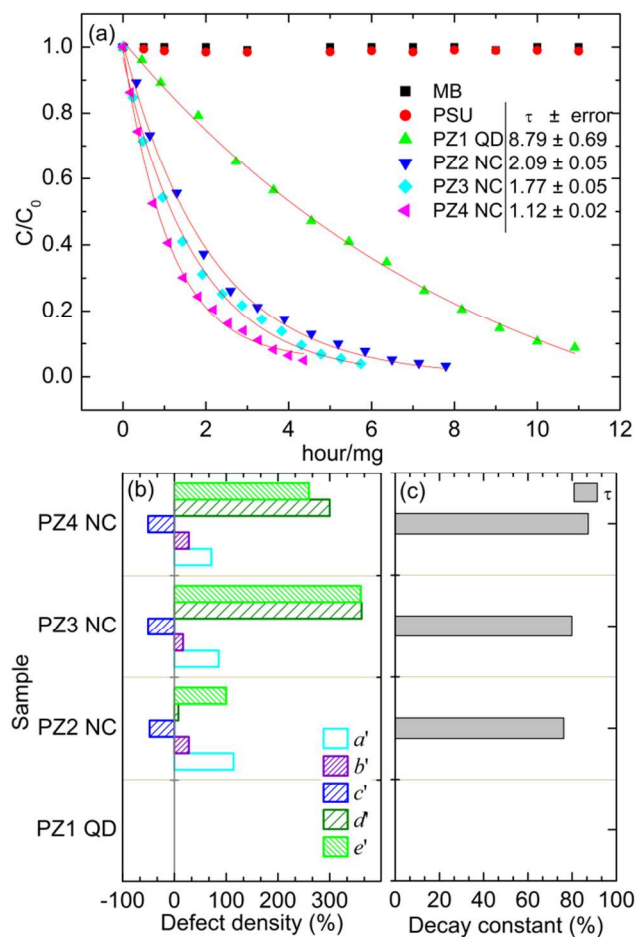 (a)
1.0
0.8
0.6
0.4
0.2
0.0
C/C0
MB
PSU τ ± error
PZ1 QD 8.79 ± 0.69
PZ2 NC 2.09 ± 0.05
PZ3 NC 1.77 ± 0.05
PZ4 NC 1.12 ± 0.02
0 2 4 6 8 10 12
hour/mg
(b)
PZ4 NC
PZ3 NC
PZ2 NC
PZ1 QD
Sample
a'
b'
c'
d'
e'
-100 0 100 200 300
Defect density (%)
(c)
τ
0 20 40 60 80 100
Decay constant (%)